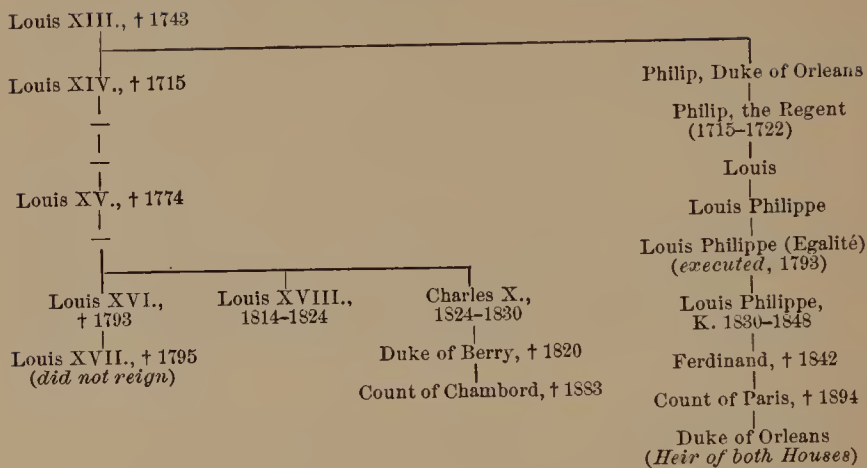 Louis XIII., † 1743
Louis XIV., † 1715
Louis XV., † 1774
Louis XVI.,
† 1793
Louis XVII., † 1795
(did not reign)
Louis XVIII.,
1814–1824
Charles X.,
1824–1830
Duke of Berry, † 1820
Count of Chambord, † 1883
Philip, Duke of Orleans
Philip, the Regent
(1715–1722)
Louis
Louis Philippe
Louis Philippe (Egalité)
(executed, 1793)
Louis Philippe,
K. 1830–1848
Ferdinand, † 1842
Count of Paris, † 1894
Duke of Orleans
(Heir of both Houses)